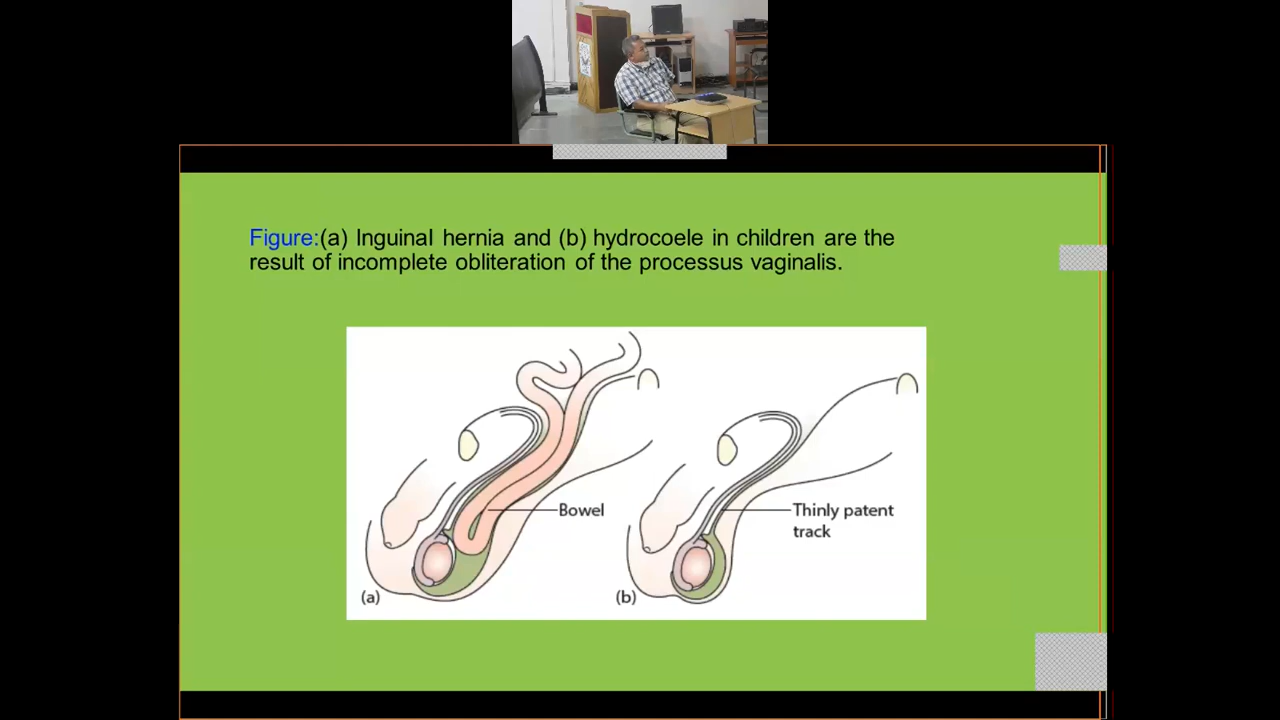 Figure:(a) Inguinal hernia and (b) hydrocoele in children are the
result of incomplete obliteration of the processus vaginalis.
Bowel
Thinly patent
track
(a)
(b)